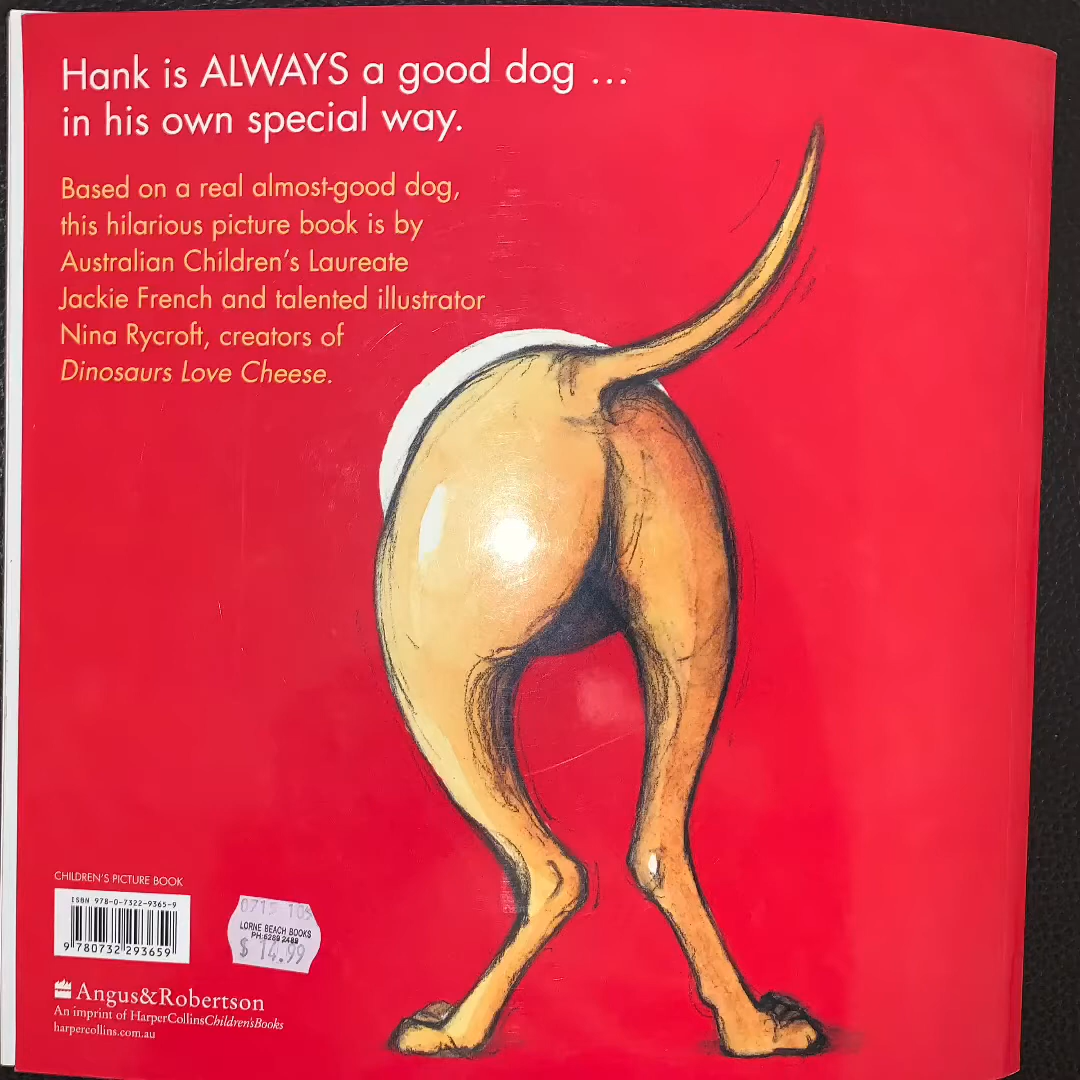 Hank is ALWAYS a good dog ...
in his own special way.
Based on a real almost-good dog,
this hilarious picture book is by
Australian Children's Laureate
Jackie French and talented illustrator
Nina Rycroft, creators of
Dinosaurs Love Cheese.
CHILDREN'S PICTURE BOOK
ISBN 978-0-7322-9365-9
9 780732 293659
LORNE BEACH BOOKS
$ 14.99
Angus&Robertson
An imprint of HarperCollinsChildren'sBooks
harpercollins.com.au